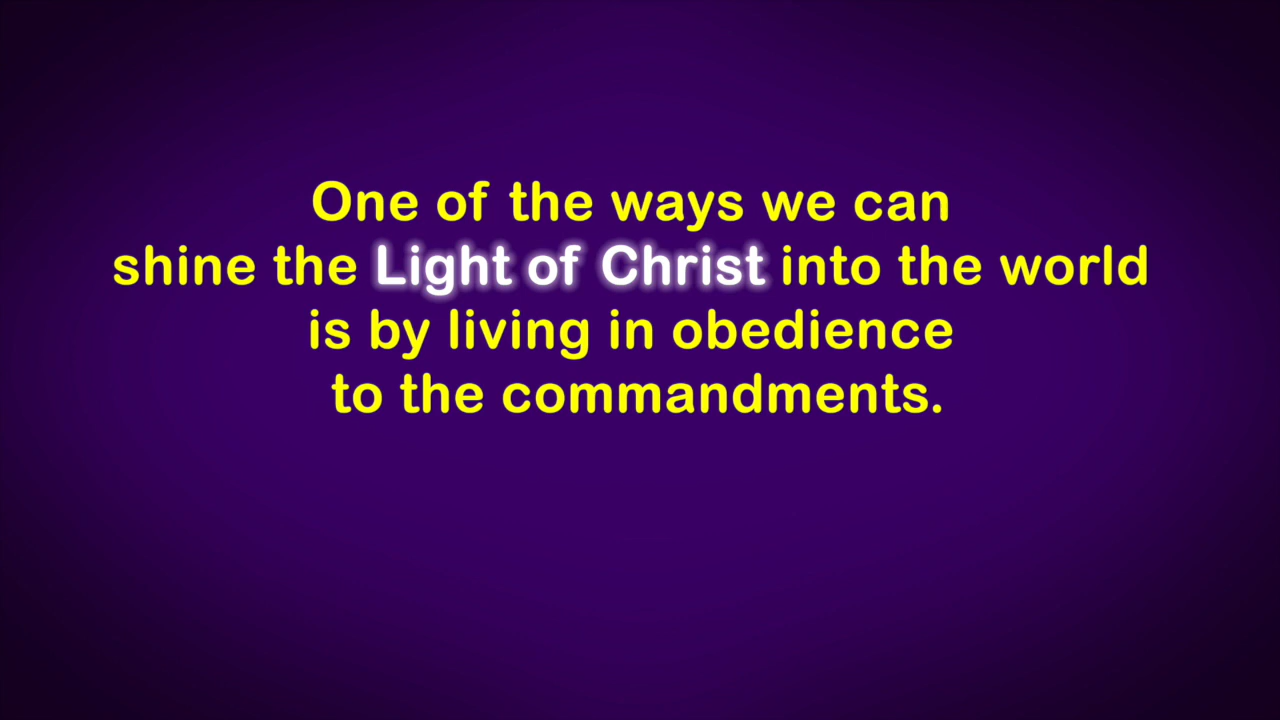 One of the ways we can
shine the Light of Christ into the world
is by living in obedience
to the commandments.